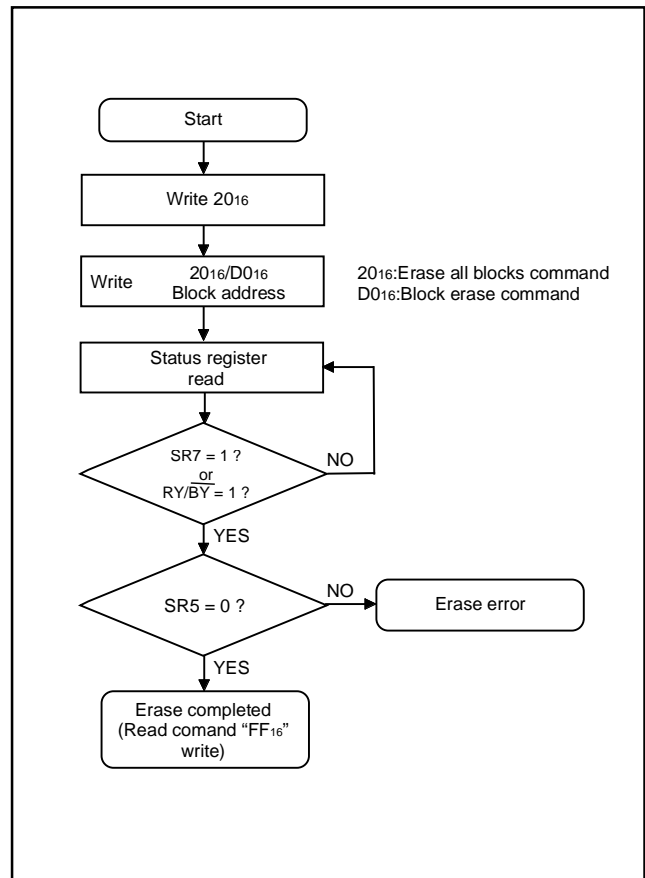 Start
Write 2016
Write
2016/D016
Block address
2016:Erase all blocks command
D016:Block erase command
Status register
read
SR7 = 1 ?
or
RY/B̅Y̅ = 1 ?
NO
YES
SR5 = 0 ?
NO
Erase error
YES
Erase completed
(Read comand “FF16”
write)